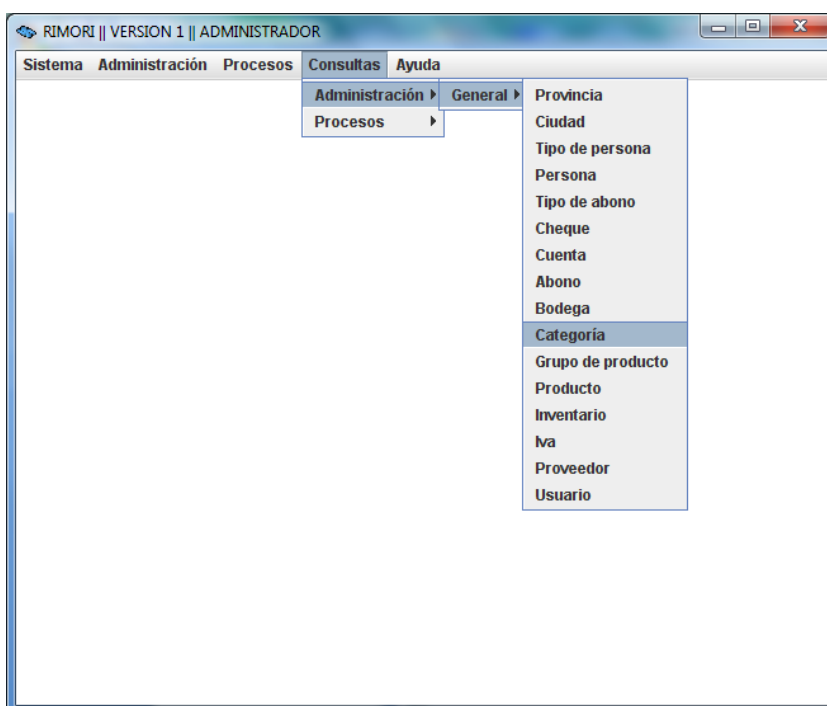 RIMORI || VERSION 1 || ADMINISTRADOR
Sistema Administración Procesos Consultas Ayuda
Administración General Provincia
Procesos Ciudad
Tipo de persona
Persona
Tipo de abono
Cheque
Cuenta
Abono
Bodega
Categoría
Grupo de producto
Producto
Inventario
Iva
Proveedor
Usuario